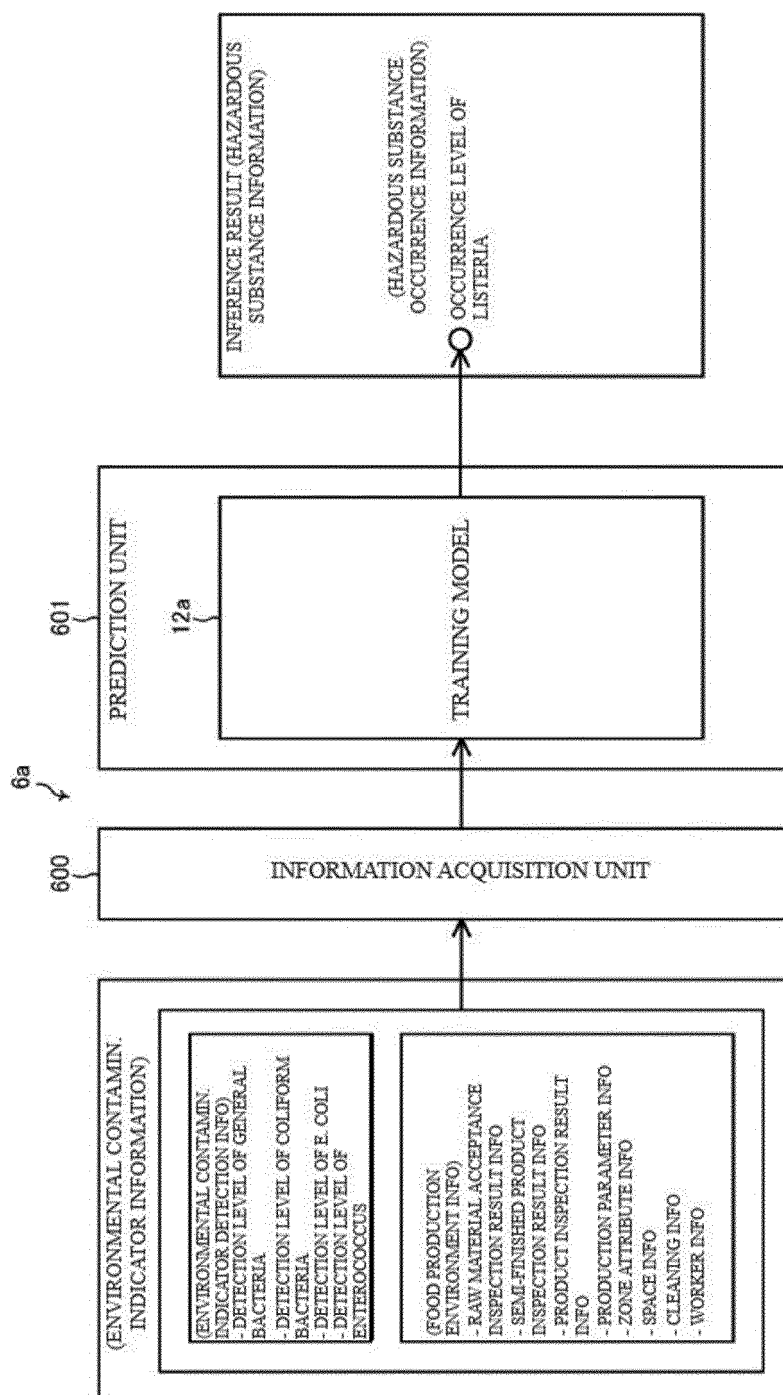 6a
(ENVIRONMENTAL CONTAMIN.
INDICATOR INFORMATION)
(ENVIRONMENTAL CONTAMIN.
INDICATOR DETECTION INFO)
- DETECTION LEVEL OF GENERAL
BACTERIA
- DETECTION LEVEL OF COLIFORM
BACTERIA
- DETECTION LEVEL OF E. COLI
- DETECTION LEVEL OF
ENTEROCOCCUS
(FOOD PRODUCTION
ENVIRONMENT INFO)
- RAW MATERIAL ACCEPTANCE
INSPECTION RESULT INFO
- SEMI-FINISHED PRODUCT
INSPECTION RESULT INFO
- PRODUCT INSPECTION RESULT
INFO
- PRODUCTION PARAMETER INFO
- ZONE ATTRIBUTE INFO
- SPACE INFO
- CLEANING INFO
- WORKER INFO
600
INFORMATION ACQUISITION UNIT
601
PREDICTION UNIT
12a
TRAINING MODEL
INFERENCE RESULT (HAZARDOUS
SUBSTANCE INFORMATION)
(HAZARDOUS SUBSTANCE
OCCURRENCE INFORMATION)
OCCURRENCE LEVEL OF
LISTERIA